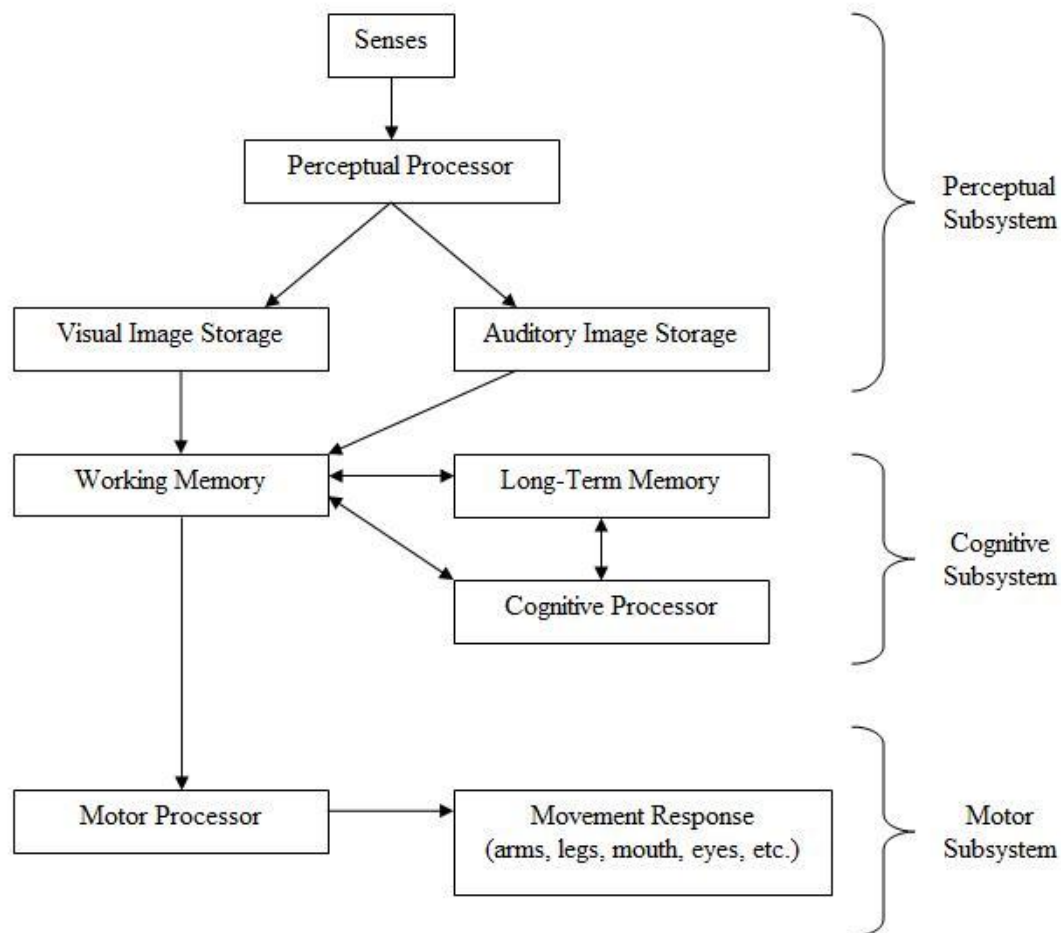 Senses
Perceptual Processor
Perceptual
Subsystem
Visual Image Storage
Auditory Image Storage
Working Memory
Long-Term Memory
Cognitive
Subsystem
Cognitive Processor
Motor Processor
Movement Response
(arms, legs, mouth, eyes, etc.)
Motor
Subsystem